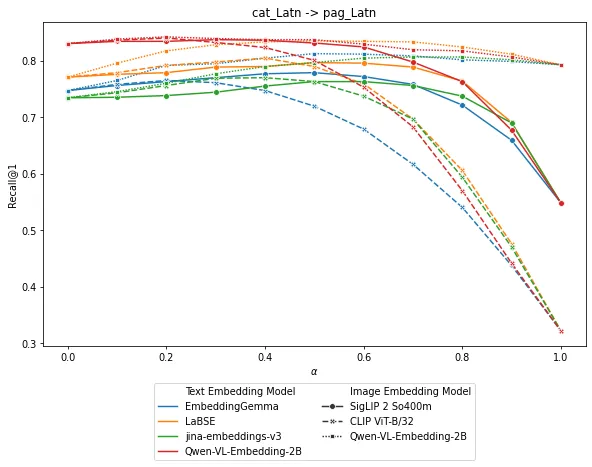 cat_Latn -> pag_Latn
Recall@1
0.8
0.7
0.6
0.5
0.4
0.3
0.0 0.2 0.4 0.6 0.8 1.0
α
Text Embedding Model
EmbeddingGemma
LaBSE
jina-embeddings-v3
Qwen-VL-Embedding-2B
Image Embedding Model
SigLIP 2 So400m
CLIP ViT-B/32
Qwen-VL-Embedding-2B